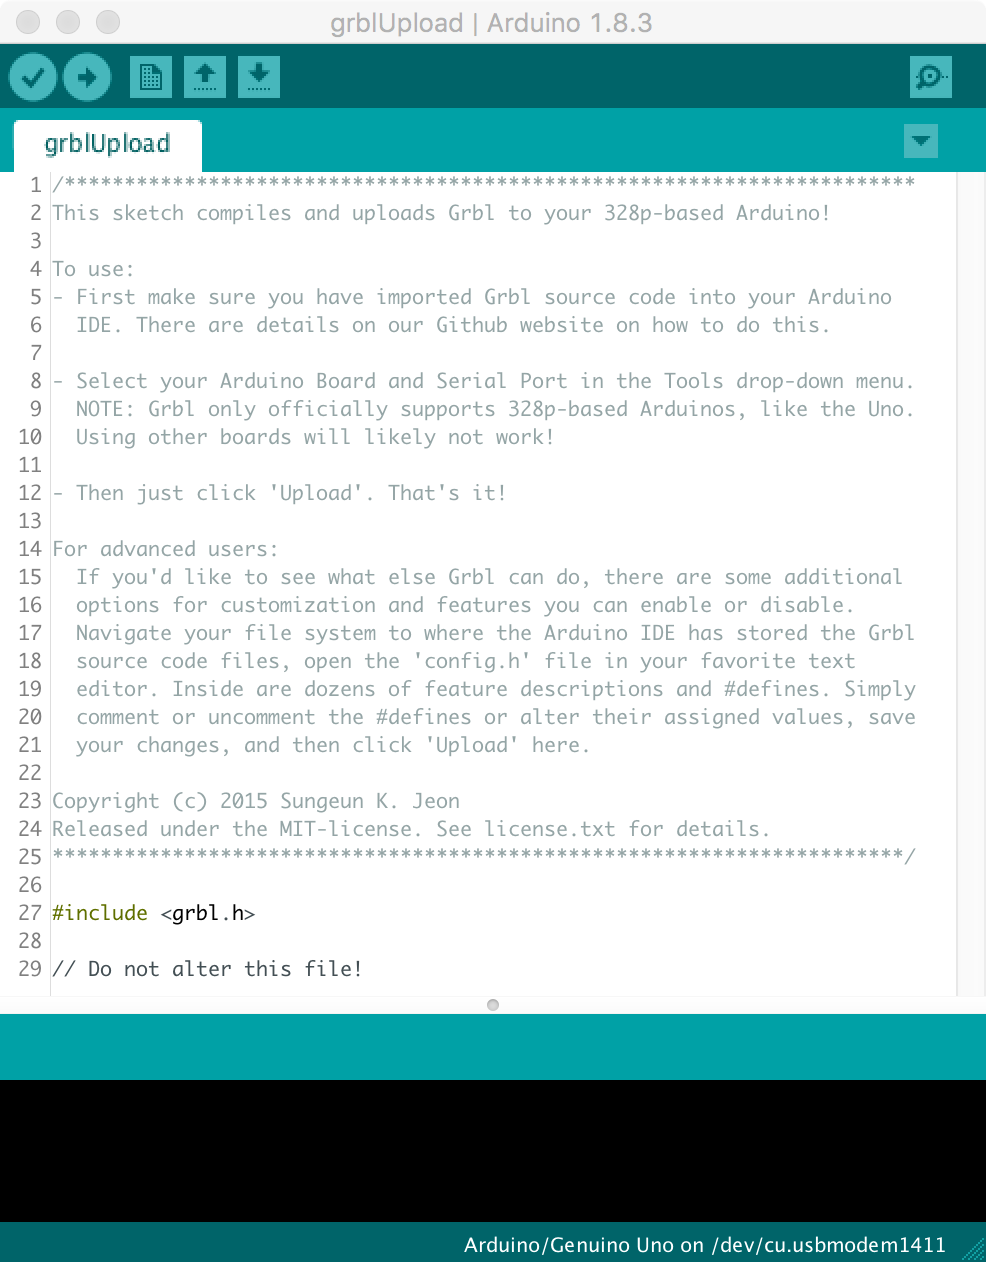 grblUpload | Arduino 1.8.3
grblUpload
1 /***********************************************************************
2 This sketch compiles and uploads Grbl to your 328p-based Arduino!
3
4 To use:
5 - First make sure you have imported Grbl source code into your Arduino
6   IDE. There are details on our Github website on how to do this.
7
8 - Select your Arduino Board and Serial Port in the Tools drop-down menu.
9   NOTE: Grbl only officially supports 328p-based Arduinos, like the Uno.
10   Using other boards will likely not work!
11
12 - Then just click 'Upload'. That's it!
13
14 For advanced users:
15   If you'd like to see what else Grbl can do, there are some additional
16   options for customization and features you can enable or disable.
17   Navigate your file system to where the Arduino IDE has stored the Grbl
18   source code files, open the 'config.h' file in your favorite text
19   editor. Inside are dozens of feature descriptions and #defines. Simply
20   comment or uncomment the #defines or alter their assigned values, save
21   your changes, and then click 'Upload' here.
22
23 Copyright (c) 2015 Sungeun K. Jeon
24 Released under the MIT-license. See license.txt for details.
25 ***********************************************************************/
26
27 #include <grbl.h>
28
29 // Do not alter this file!
Arduino/Genuino Uno on /dev/cu.usbmodem1411